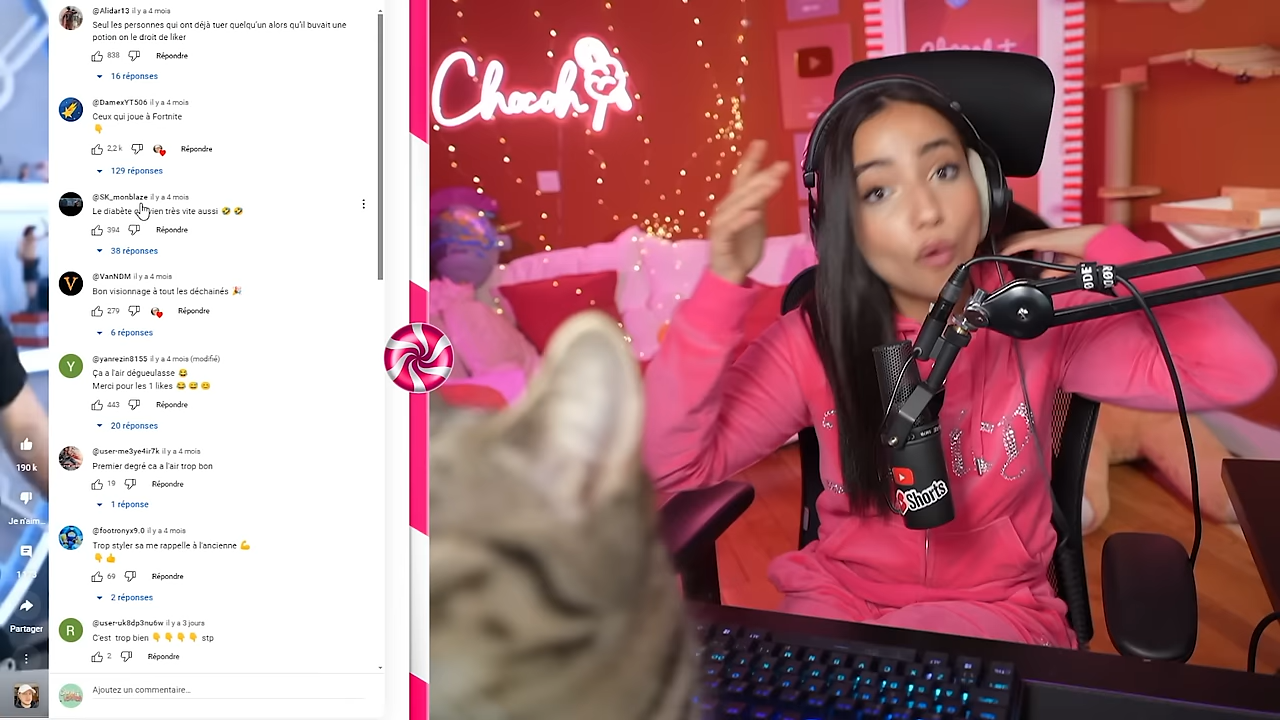 @Alidar13 il y a 4 mois
Seul les personnes qui ont déjà tuer quelqu'un alors qu'il buvait une
potion on le droit de liker
838 Répondre
16 réponses
@DamexYT506 il y a 4 mois
Ceux qui joue à Fortnite
👇
2,2 k Répondre
129 réponses
@SK_monblaze il y a 4 mois
Le diabète très vite aussi 🤣 🤣
394 Répondre
38 réponses
@VanNDM il y a 4 mois
Bon visionnage à tout les déchainés 🎉
279 Répondre
6 réponses
@yanrezin8155 il y a 4 mois (modifié)
Ça a l'air dégueulasse 😂
Merci pour les 1 likes 😂 😅 😊
443 Répondre
20 réponses
@user-me3ye4ir7k il y a 4 mois
Premier degré ca a l'air trop bon
19 Répondre
1 réponse
@footronyx9.0 il y a 4 mois
Trop styler sa me rappelle à l'ancienne 💪
👇👍
69 Répondre
2 réponses
@user-uk8dp3nu6w il y a 3 jours
C'est trop bien 👇👇👇👇 stp
2 Répondre
Ajoutez un commentaire...
190 k
Je n'aim...
Partager
Y
R
V
RØDE
Shorts